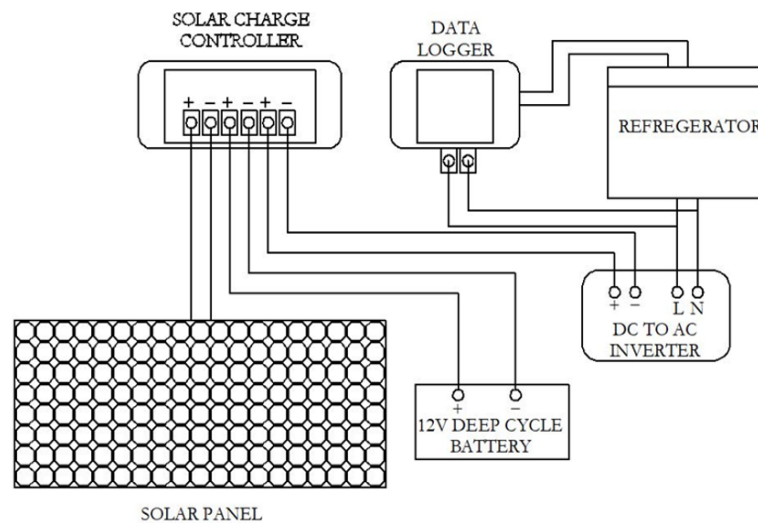 SOLAR CHARGE
CONTROLLER
DATA
LOGGER
+ − + − + −
REFREGERATOR
+ − L N
DC TO AC
INVERTER
+ −
12V DEEP CYCLE
BATTERY
SOLAR PANEL